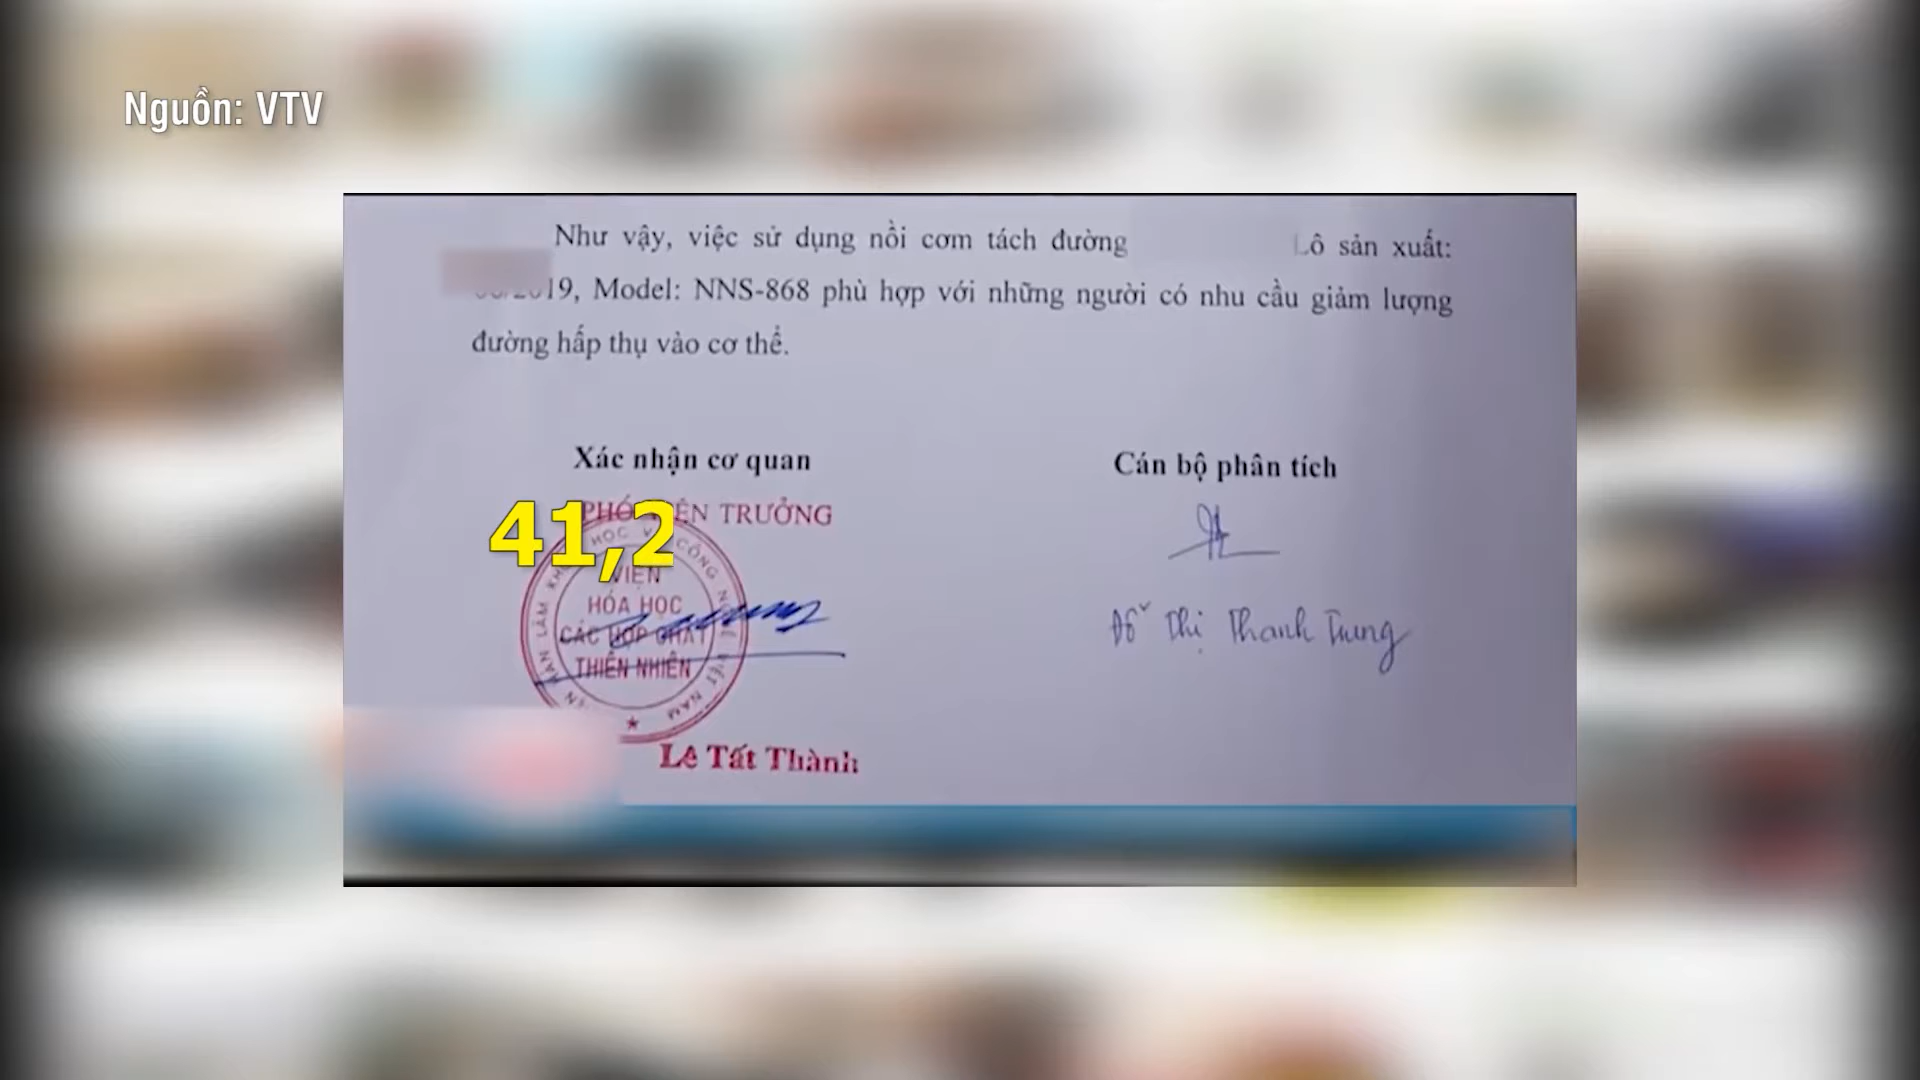 Nguồn: VTV
Như vậy, việc sử dụng nồi cơm tách đường Lô sản xuất:
2019, Model: NNS-868 phù hợp với những người có nhu cầu giảm lượng
đường hấp thụ vào cơ thể.
Xác nhận cơ quan
Cán bộ phân tích
PHÓ VIỆN TRƯỞNG
41,2
VIỆN
HÓA HỌC
CÁC HỢP CHẤT
THIÊN NHIÊN
Đỗ Thị Thanh Trung
Lê Tất Thành